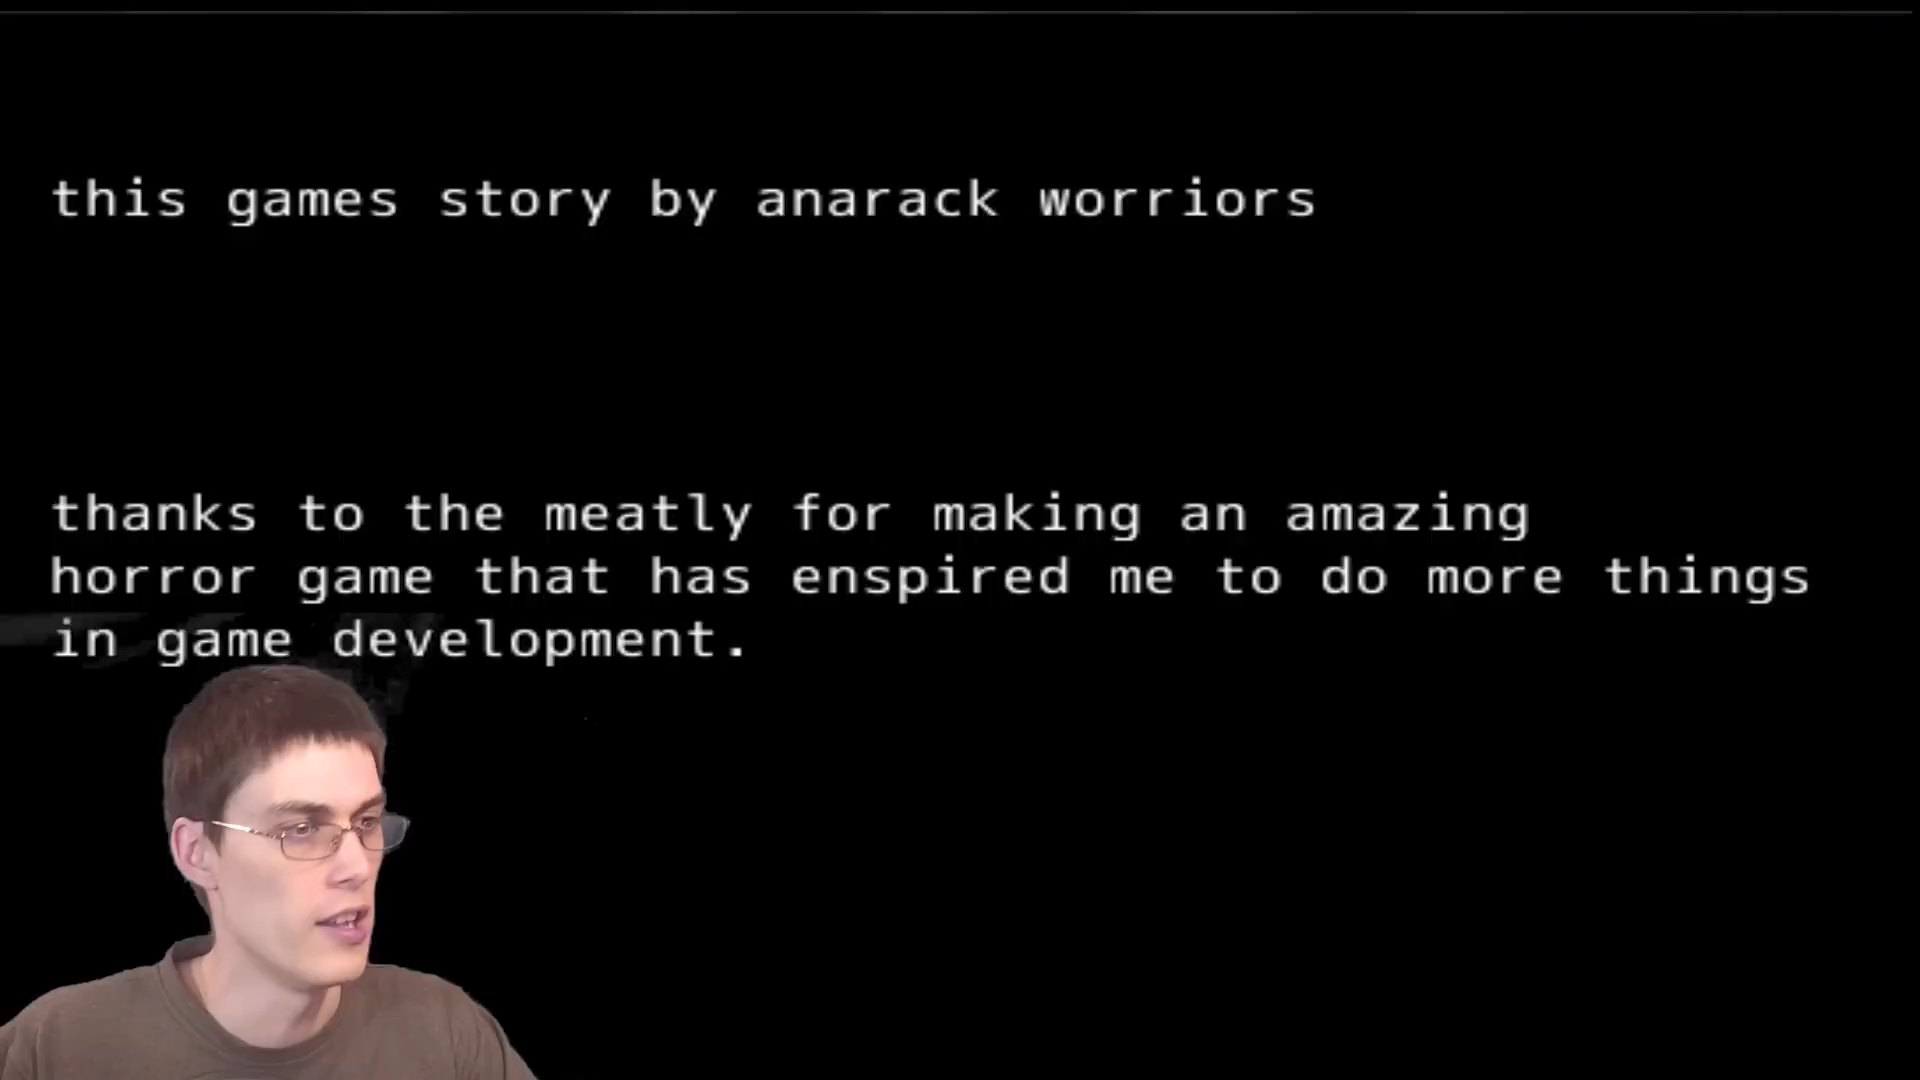 this games story by anarack worriors
thanks to the meatly for making an amazing
horror game that has enspired me to do more things
in game development.